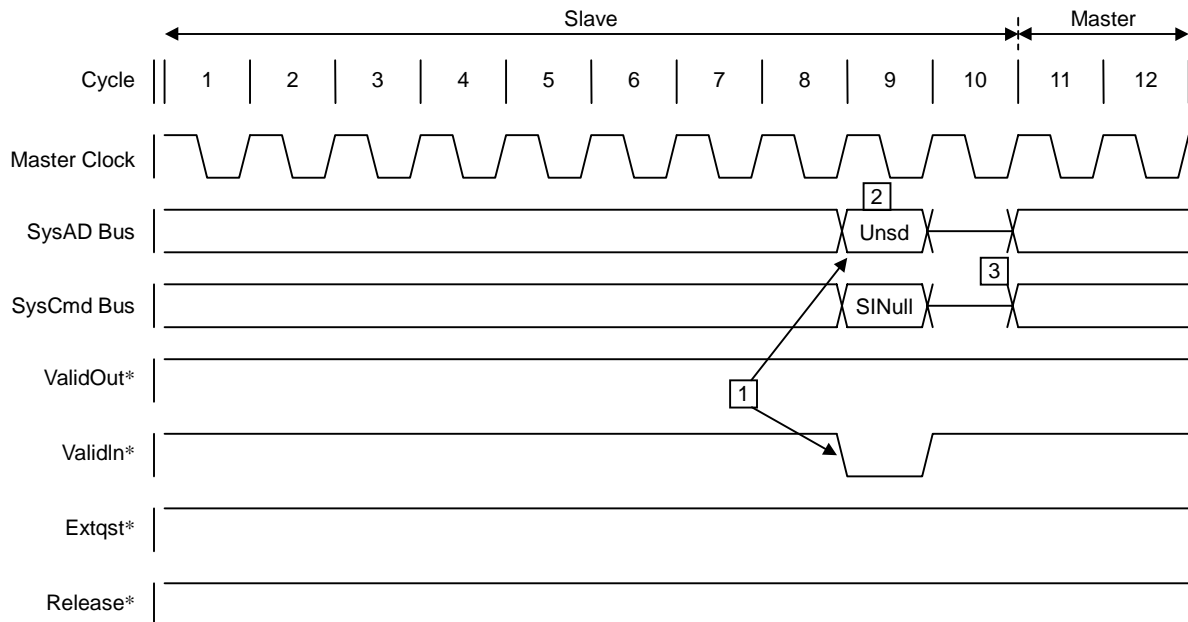 Slave Master
Cycle 1 2 3 4 5 6 7 8 9 10 11 12
Master Clock
2
SysAD Bus Unsd
3
SysCmd Bus SINull
ValidOut*
1
ValidIn*
Extqst*
Release*